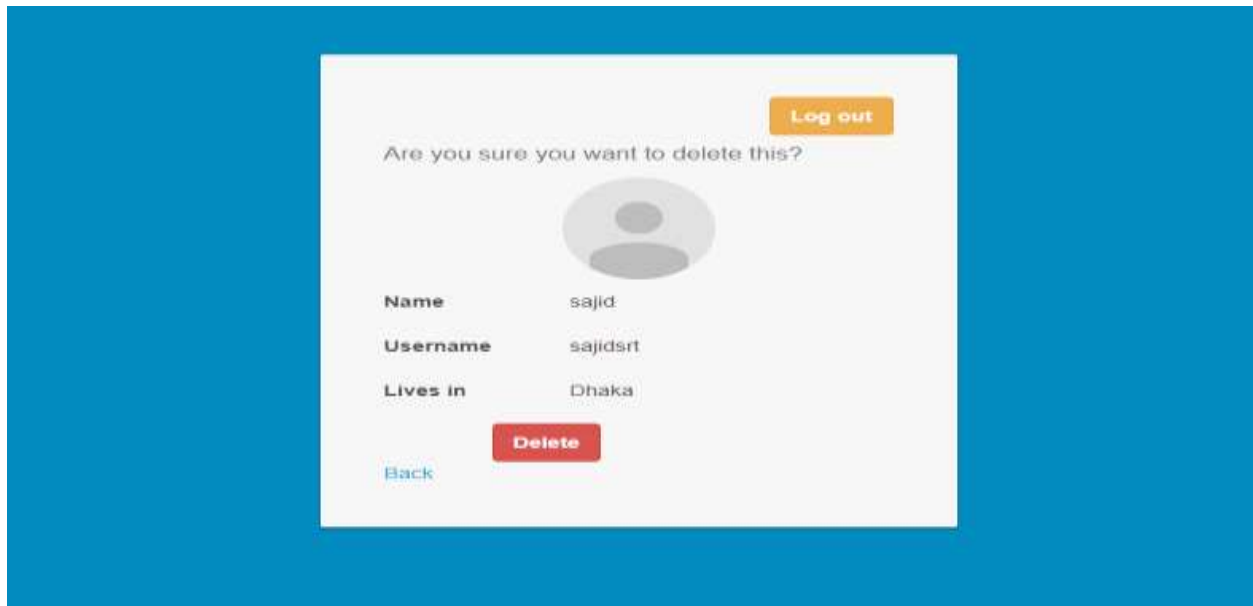 Log out
Are you sure you want to delete this?
Name sajid
Username sajidsrt
Lives in Dhaka
Delete
Back